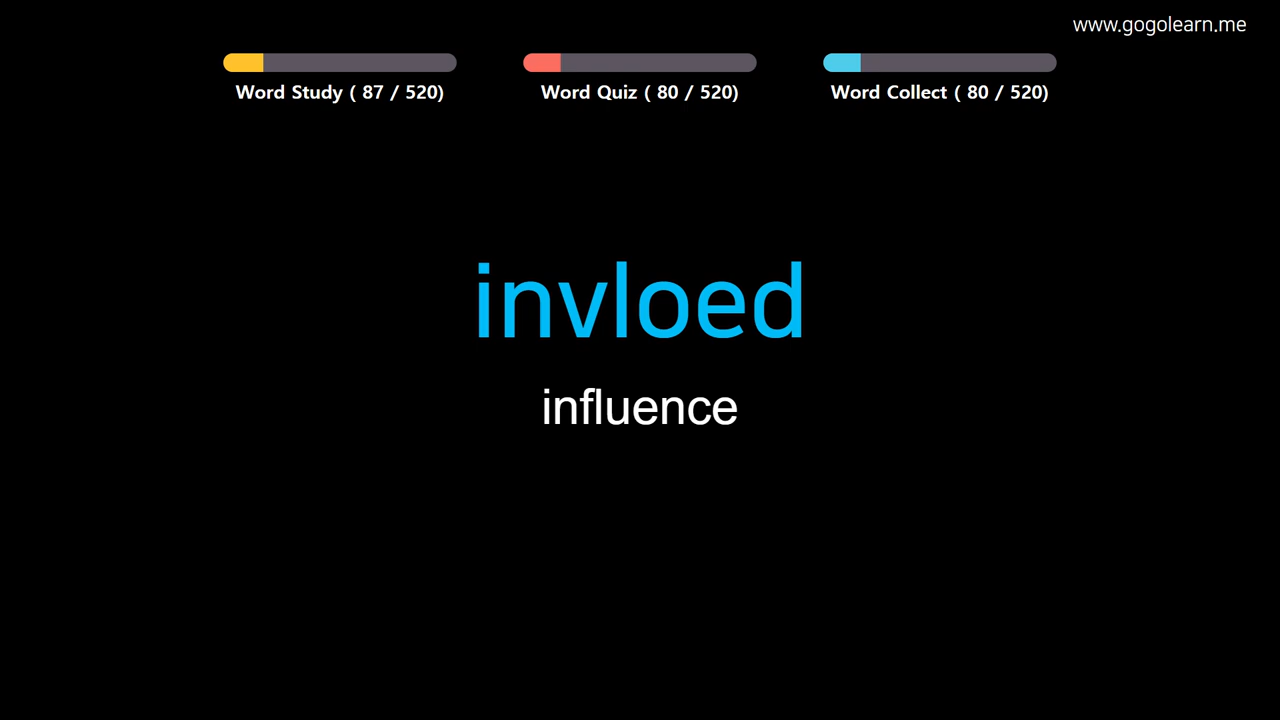 www.gogolearn.me
Word Study ( 87 / 520)
Word Quiz ( 80 / 520)
Word Collect ( 80 / 520)
invloed
influence